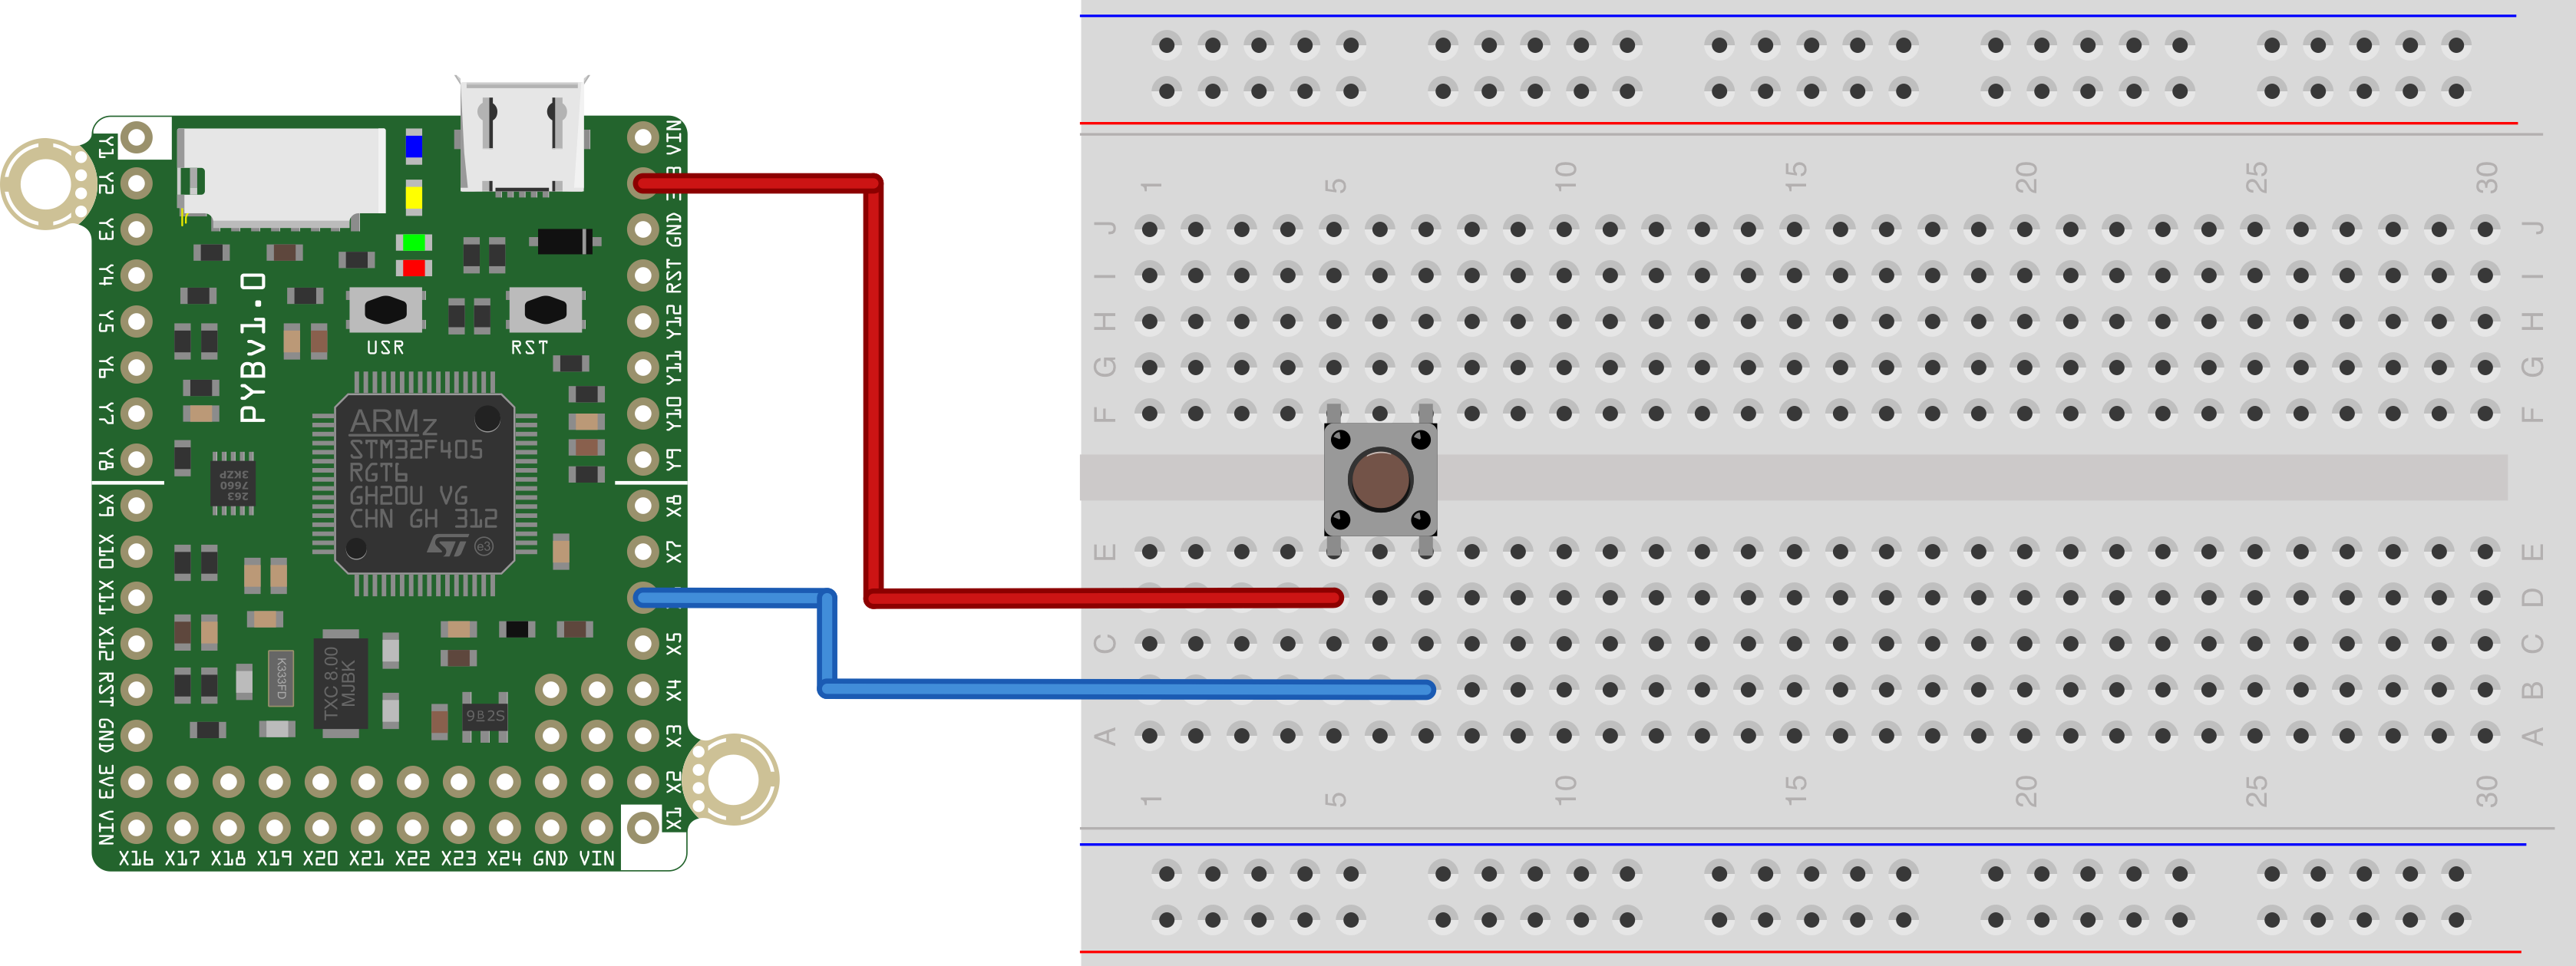 Y1
Y2
Y3
Y4
Y5
Y6
Y7
Y8
X9
X10
X11
X12
RST
GND
3V3
VIN
VIN
GND
RST
Y12
Y11
Y10
Y9
X8
X7
X5
X4
X3
X2
X1
X16 X17 X18 X19 X20 X21 X22 X23 X24 GND VIN
PYBv1.0
USR
RST
ARM
STM32F405
RGT6
GH20U VG
CHN GH 312
ST e3
263
7660
3KZP
K333FD
TXC 8.00
MJBK
9B2S
1 5 10 15 20 25 30
J J
I I
H H
G G
F F
E E
D
C C
B
A A
1 5 10 15 20 25 30